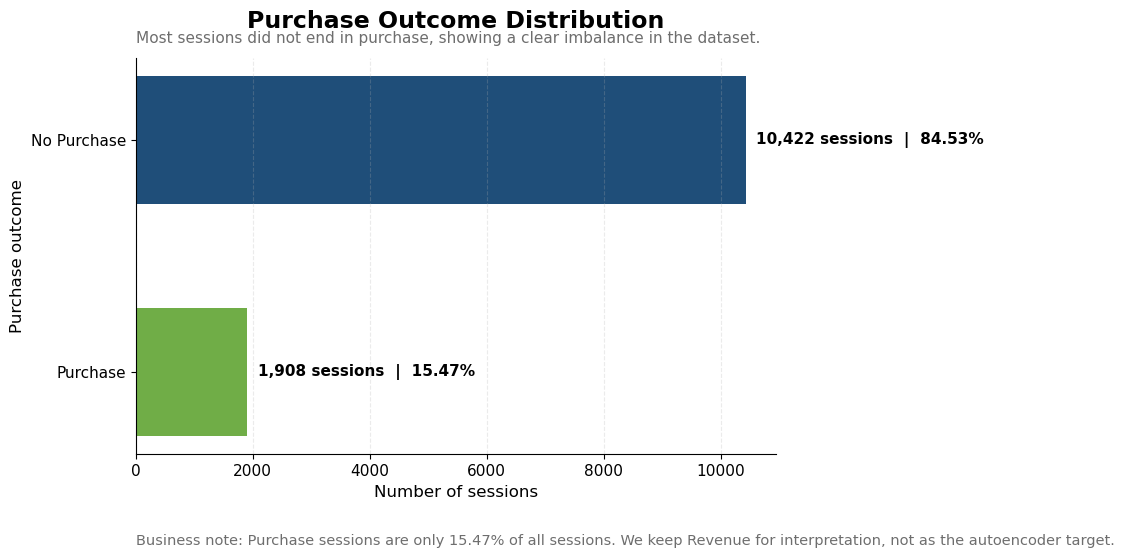 Purchase Outcome Distribution
Most sessions did not end in purchase, showing a clear imbalance in the dataset.
Purchase outcome
No Purchase
10,422 sessions | 84.53%
Purchase
1,908 sessions | 15.47%
0 2000 4000 6000 8000 10000
Number of sessions
Business note: Purchase sessions are only 15.47% of all sessions. We keep Revenue for interpretation, not as the autoencoder target.